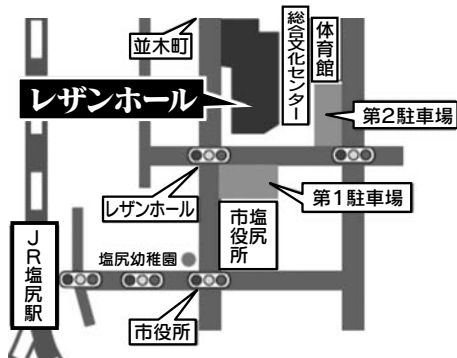 並木町
総合文化センター
体育館
レザンホール
第2駐車場
レザンホール
第1駐車場
塩尻
市役所
JR塩尻駅
塩尻幼稚園
市役所